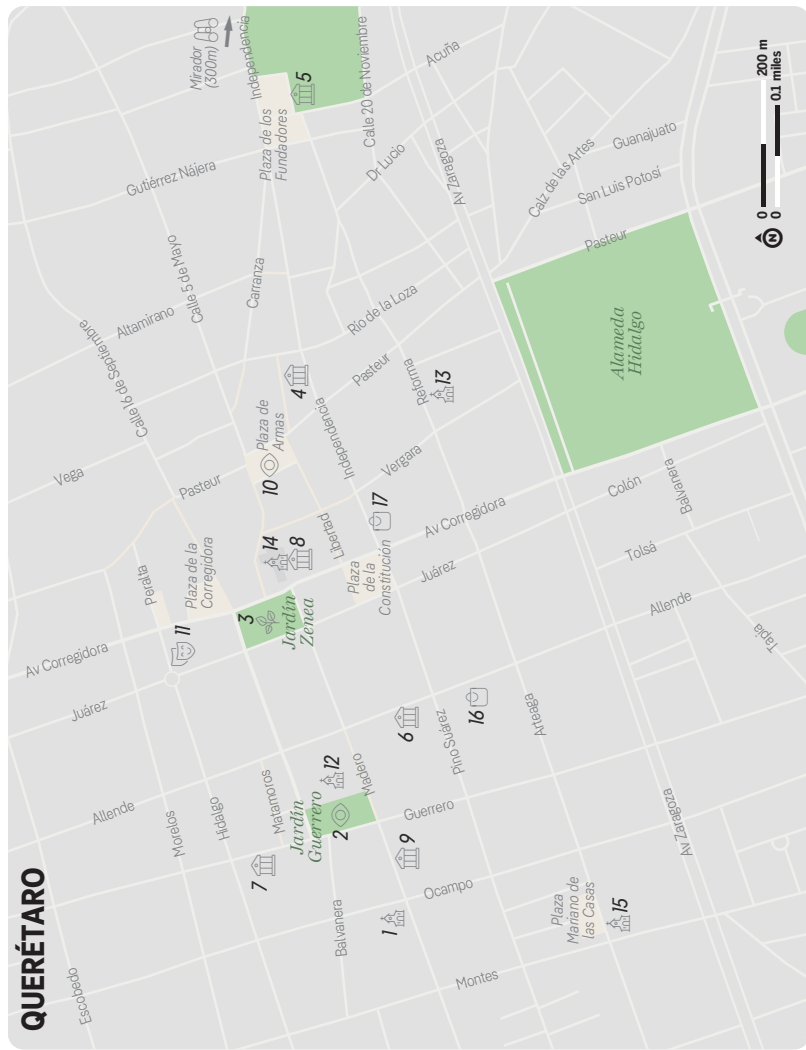 QUERÉTARO
Escobedo
Morelos
Hidalgo
Matamoros
Allende
Juárez
Av Corregidora
Peralta
Plaza de la
Corregidora
Vega
Pasteur
Calle 16 de Septiembre
Altamirano
Calle 5 de Mayo
Gutiérrez Nájera
Mirador
(300m)
Independencia
Plaza de los
Fundadores
5
Calle 20 de Noviembre
Acuña
Dr Lucio
Av Zaragoza
Carranza
Río de la Loza
4
Plaza de
Armas
10
Independencia
Pasteur
Reforma
13
Vergara
14
8
Libertad
17
Plaza
de la
Constitución
Av Corregidora
Juárez
11
3
Jardín
Zenea
7
Jardín
Guerrero
2
12
Madero
6
Pino Suárez
16
Arteaga
9
Guerrero
Ocampo
1
Balvanera
Montes
Plaza
Mariano de
las Casas
15
Av Zaragoza
Tapia
Allende
Tolsá
Colón
Balvanera
Alameda
Hidalgo
Pasteur
San Luis Potosí
Guanajuato
Calz de las Artes
N
0
200 m
0
0.1 miles